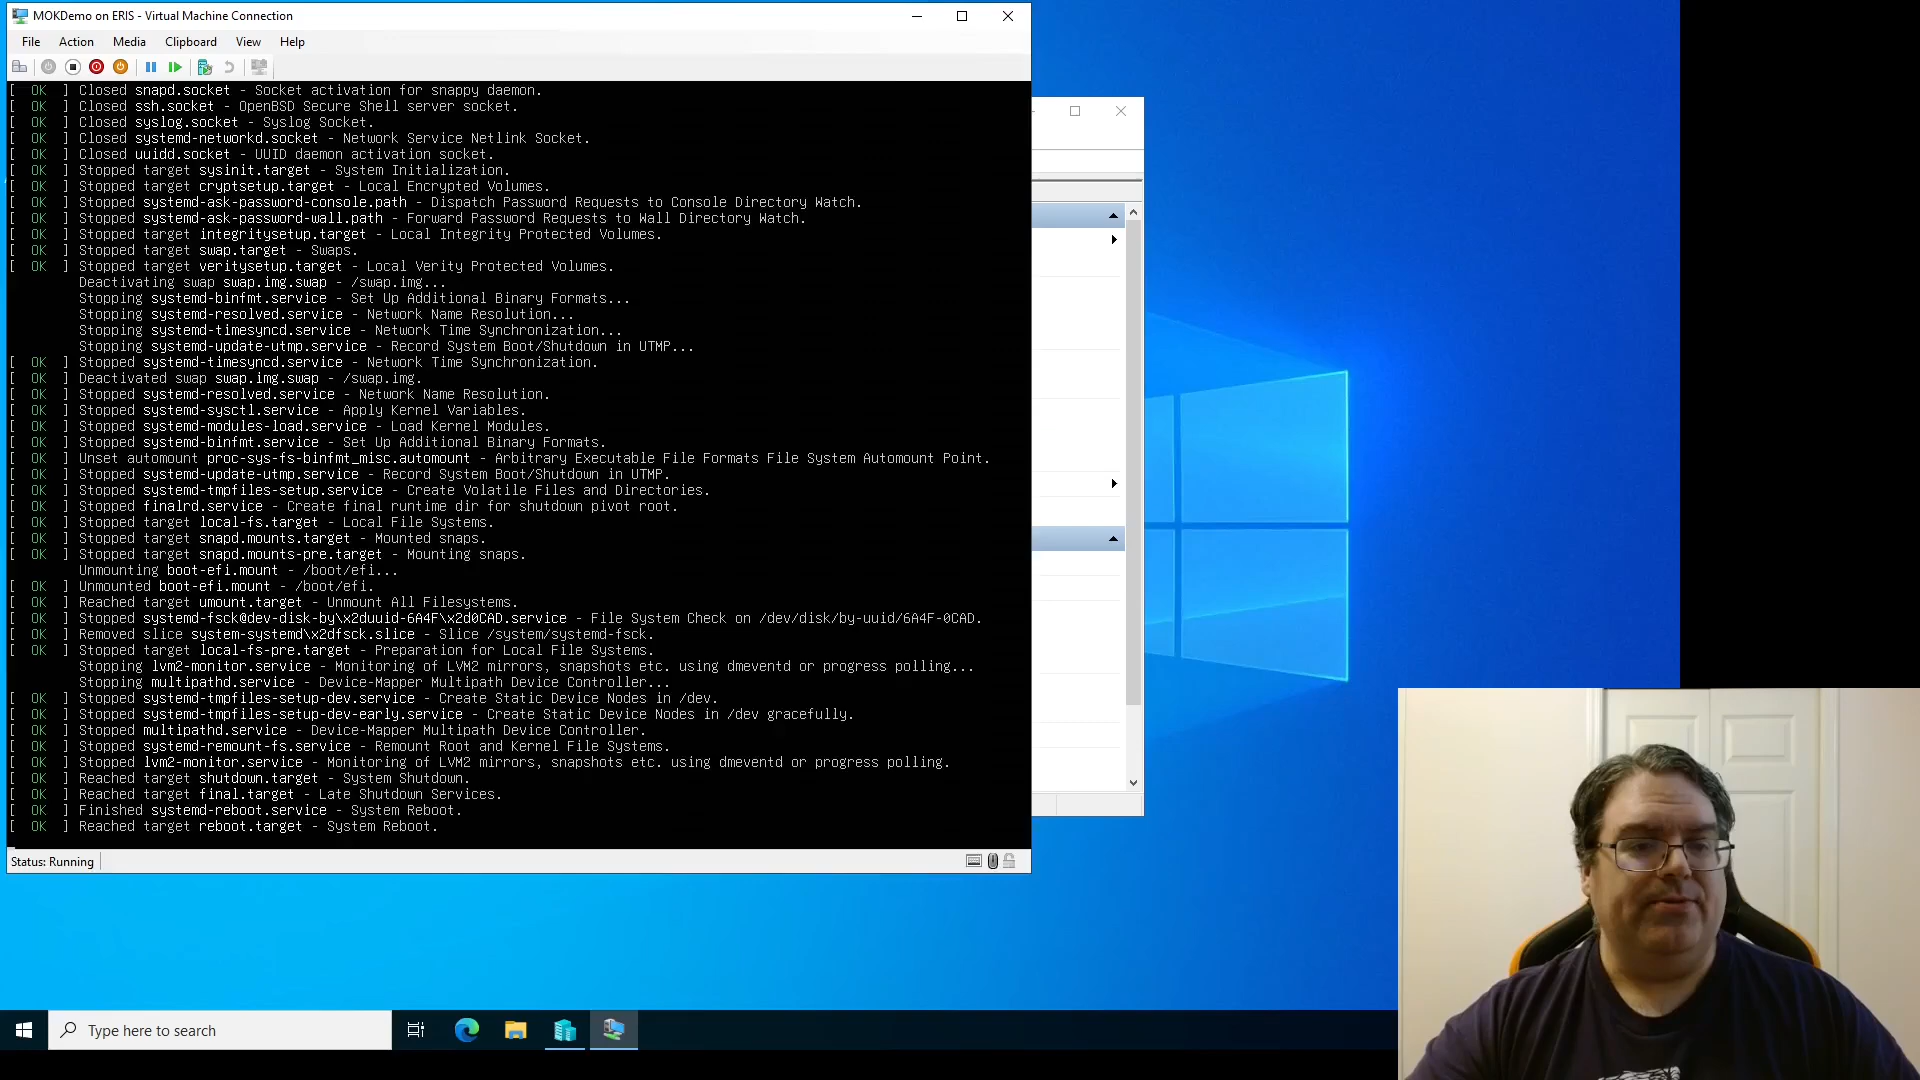 MOKDemo on ERIS - Virtual Machine Connection
File Action Media Clipboard View Help
[ OK ] Closed snapd.socket - Socket activation for snappy daemon.
[ OK ] Closed ssh.socket - OpenBSD Secure Shell server socket.
[ OK ] Closed syslog.socket - Syslog Socket.
[ OK ] Closed systemd-networkd.socket - Network Service Netlink Socket.
[ OK ] Closed uuidd.socket - UUID daemon activation socket.
[ OK ] Stopped target sysinit.target - System Initialization.
[ OK ] Stopped target cryptsetup.target - Local Encrypted Volumes.
[ OK ] Stopped systemd-ask-password-console.path - Dispatch Password Requests to Console Directory Watch.
[ OK ] Stopped systemd-ask-password-wall.path - Forward Password Requests to Wall Directory Watch.
[ OK ] Stopped target integritysetup.target - Local Integrity Protected Volumes.
[ OK ] Stopped target swap.target - Swaps.
[ OK ] Stopped target veritysetup.target - Local Verity Protected Volumes.
Deactivating swap swap.img.swap - /swap.img...
Stopping systemd-binfmt.service - Set Up Additional Binary Formats...
Stopping systemd-resolved.service - Network Name Resolution...
Stopping systemd-timesyncd.service - Network Time Synchronization...
Stopping systemd-update-utmp.service - Record System Boot/Shutdown in UTMP...
[ OK ] Stopped systemd-timesyncd.service - Network Time Synchronization.
[ OK ] Deactivated swap swap.img.swap - /swap.img.
[ OK ] Stopped systemd-resolved.service - Network Name Resolution.
[ OK ] Stopped systemd-sysctl.service - Apply Kernel Variables.
[ OK ] Stopped systemd-modules-load.service - Load Kernel Modules.
[ OK ] Stopped systemd-binfmt.service - Set Up Additional Binary Formats.
[ OK ] Unset automount proc-sys-fs-binfmt_misc.automount - Arbitrary Executable File Formats File System Automount Point.
[ OK ] Stopped systemd-update-utmp.service - Record System Boot/Shutdown in UTMP.
[ OK ] Stopped systemd-tmpfiles-setup.service - Create Volatile Files and Directories.
[ OK ] Stopped finalrd.service - Create final runtime dir for shutdown pivot root.
[ OK ] Stopped target local-fs.target - Local File Systems.
[ OK ] Stopped target snapd.mounts.target - Mounted snaps.
[ OK ] Stopped target snapd.mounts-pre.target - Mounting snaps.
Unmounting boot-efi.mount - /boot/efi...
[ OK ] Unmounted boot-efi.mount - /boot/efi.
[ OK ] Reached target umount.target - Unmount All Filesystems.
[ OK ] Stopped systemd-fsck@dev-disk-by\x2duuid-6A4F\x2d0CAD.service - File System Check on /dev/disk/by-uuid/6A4F-0CAD.
[ OK ] Removed slice system-systemd\x2dfsck.slice - Slice /system/systemd-fsck.
[ OK ] Stopped target local-fs-pre.target - Preparation for Local File Systems.
Stopping lvm2-monitor.service - Monitoring of LVM2 mirrors, snapshots etc. using dmeventd or progress polling...
Stopping multipathd.service - Device-Mapper Multipath Device Controller...
[ OK ] Stopped systemd-tmpfiles-setup-dev.service - Create Static Device Nodes in /dev.
[ OK ] Stopped systemd-tmpfiles-setup-dev-early.service - Create Static Device Nodes in /dev gracefully.
[ OK ] Stopped multipathd.service - Device-Mapper Multipath Device Controller.
[ OK ] Stopped systemd-remount-fs.service - Remount Root and Kernel File Systems.
[ OK ] Stopped lvm2-monitor.service - Monitoring of LVM2 mirrors, snapshots etc. using dmeventd or progress polling.
[ OK ] Reached target shutdown.target - System Shutdown.
[ OK ] Reached target final.target - Late Shutdown Services.
[ OK ] Finished systemd-reboot.service - System Reboot.
[ OK ] Reached target reboot.target - System Reboot.
Status: Running
Type here to search